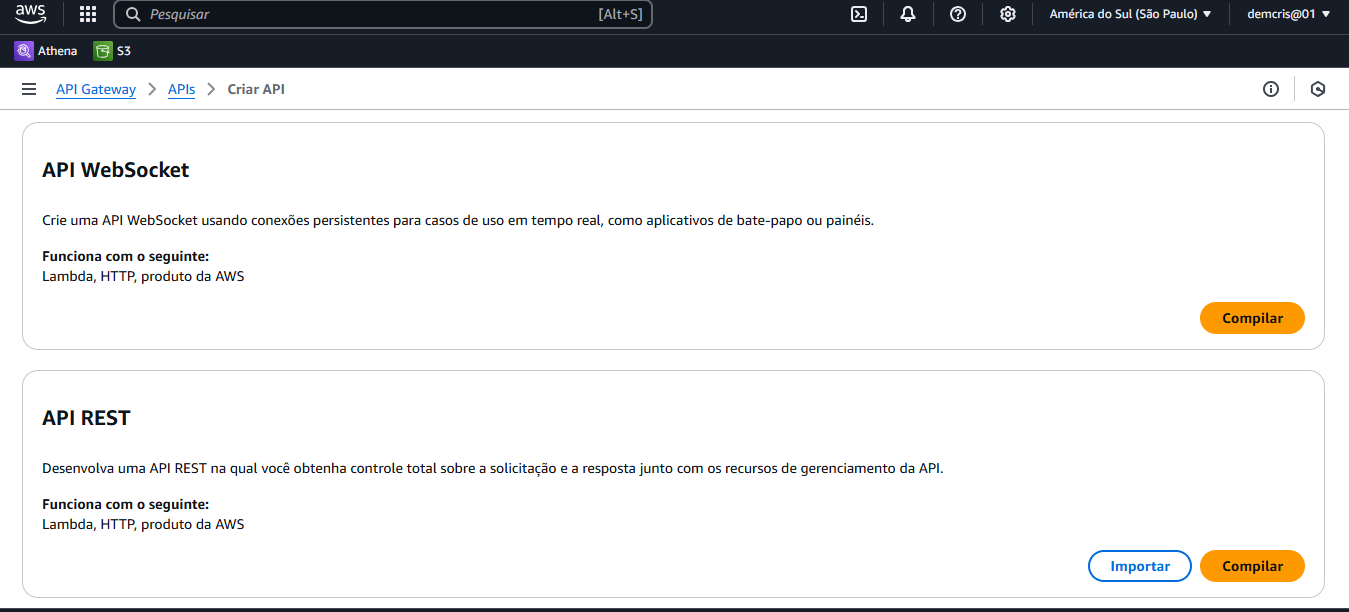 aws
Pesquisar [Alt+S]
América do Sul (São Paulo) demcris@01
Athena S3
API Gateway APIs Criar API
API WebSocket
Crie uma API WebSocket usando conexões persistentes para casos de uso em tempo real, como aplicativos de bate-papo ou painéis.
Funciona com o seguinte:
Lambda, HTTP, produto da AWS
Compilar
API REST
Desenvolva uma API REST na qual você obtenha controle total sobre a solicitação e a resposta junto com os recursos de gerenciamento da API.
Funciona com o seguinte:
Lambda, HTTP, produto da AWS
Importar Compilar